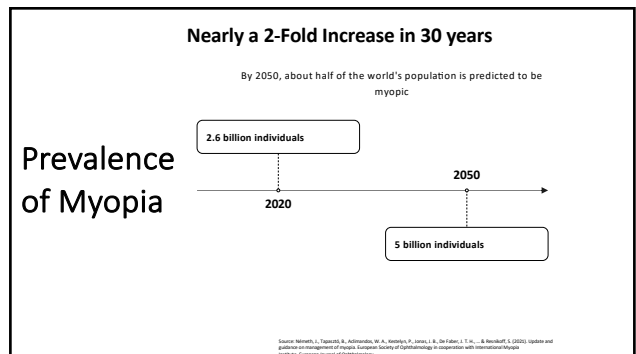 Nearly a 2-Fold Increase in 30 years
By 2050, about half of the world's population is predicted to be
myopic
2.6 billion individuals
Prevalence
of Myopia
2050
2020
5 billion individuals
Source: Németh, J., Tapasztó, B., Aclimandos, W. A., Kestelyn, P., Jonas, J. B., De Faber, J. T. H., ... & Resnikoff, S. (2021). Update and
guidance on management of myopia. European Society of Ophthalmology in cooperation with International Myopia